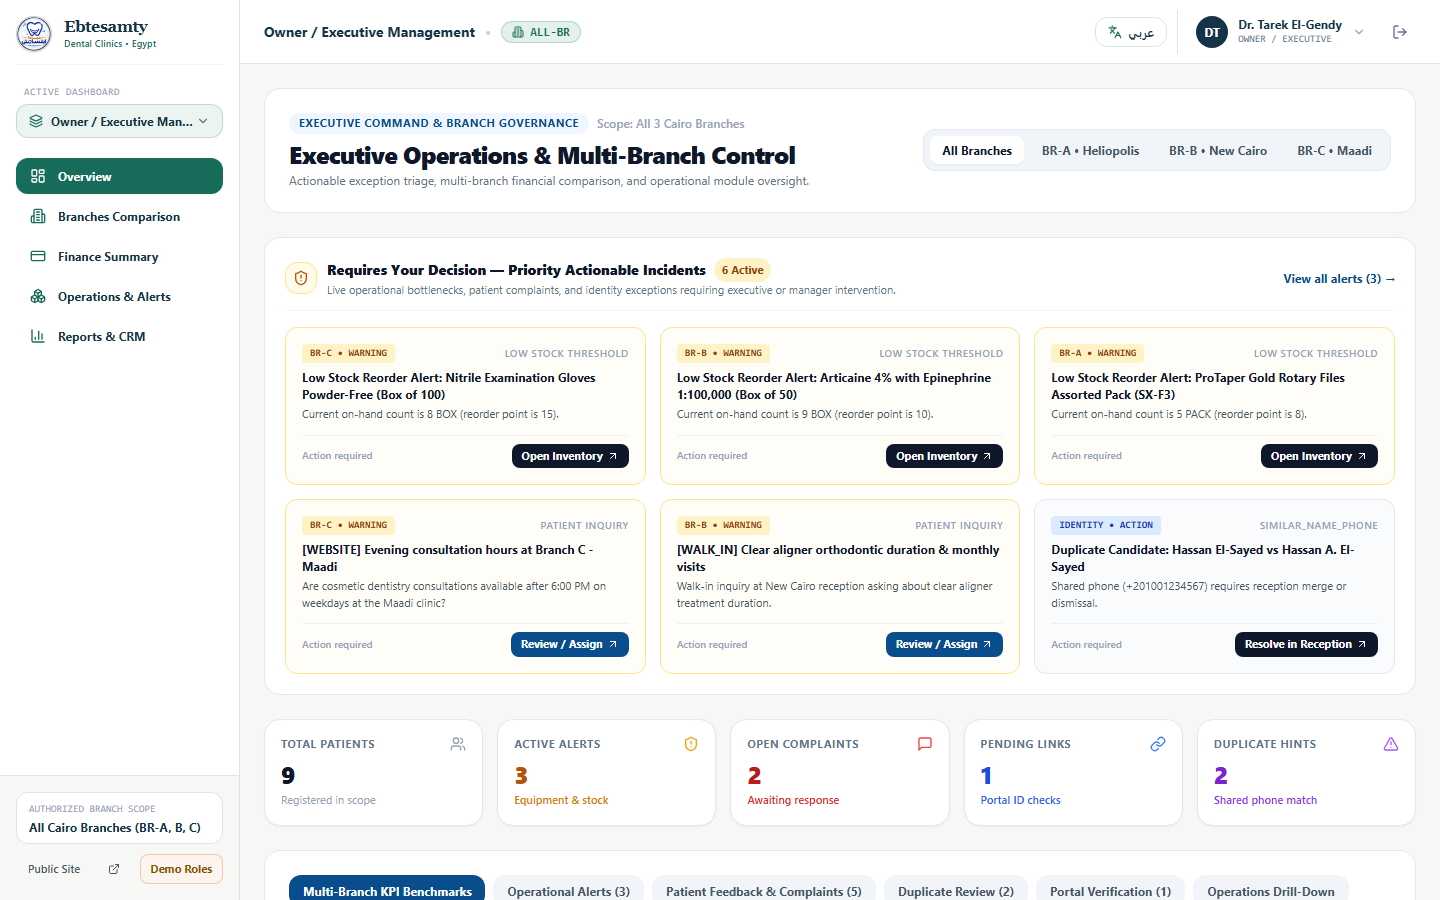 Ebtesamty
Dental Clinics • Egypt
ACTIVE DASHBOARD
Owner / Executive Man...
Overview
Branches Comparison
Finance Summary
Operations & Alerts
Reports & CRM
AUTHORIZED BRANCH SCOPE
All Cairo Branches (BR-A, B, C)
Public Site
Demo Roles
Owner / Executive Management
ALL-BR
عربي
DT
Dr. Tarek El-Gendy
OWNER / EXECUTIVE
EXECUTIVE COMMAND & BRANCH GOVERNANCE
Scope: All 3 Cairo Branches
Executive Operations & Multi-Branch Control
Actionable exception triage, multi-branch financial comparison, and operational module oversight.
All Branches
BR-A • Heliopolis
BR-B • New Cairo
BR-C • Maadi
Requires Your Decision — Priority Actionable Incidents
6 Active
Live operational bottlenecks, patient complaints, and identity exceptions requiring executive or manager intervention.
View all alerts (3) →
BR-C • WARNING
LOW STOCK THRESHOLD
Low Stock Reorder Alert: Nitrile Examination Gloves
Powder-Free (Box of 100)
Current on-hand count is 8 BOX (reorder point is 15).
Action required
Open Inventory
BR-B • WARNING
LOW STOCK THRESHOLD
Low Stock Reorder Alert: Articaine 4% with Epinephrine
1:100,000 (Box of 50)
Current on-hand count is 9 BOX (reorder point is 10).
Action required
Open Inventory
BR-A • WARNING
LOW STOCK THRESHOLD
Low Stock Reorder Alert: ProTaper Gold Rotary Files
Assorted Pack (SX-F3)
Current on-hand count is 5 PACK (reorder point is 8).
Action required
Open Inventory
BR-C • WARNING
PATIENT INQUIRY
[WEBSITE] Evening consultation hours at Branch C -
Maadi
Are cosmetic dentistry consultations available after 6:00 PM on
weekdays at the Maadi clinic?
Action required
Review / Assign
BR-B • WARNING
PATIENT INQUIRY
[WALK_IN] Clear aligner orthodontic duration & monthly
visits
Walk-in inquiry at New Cairo reception asking about clear aligner
treatment duration.
Action required
Review / Assign
IDENTITY • ACTION
SIMILAR_NAME_PHONE
Duplicate Candidate: Hassan El-Sayed vs Hassan A. El-
Sayed
Shared phone (+201001234567) requires reception merge or
dismissal.
Action required
Resolve in Reception
TOTAL PATIENTS
9
Registered in scope
ACTIVE ALERTS
3
Equipment & stock
OPEN COMPLAINTS
2
Awaiting response
PENDING LINKS
1
Portal ID checks
DUPLICATE HINTS
2
Shared phone match
Multi-Branch KPI Benchmarks
Operational Alerts (3)
Patient Feedback & Complaints (5)
Duplicate Review (2)
Portal Verification (1)
Operations Drill-Down